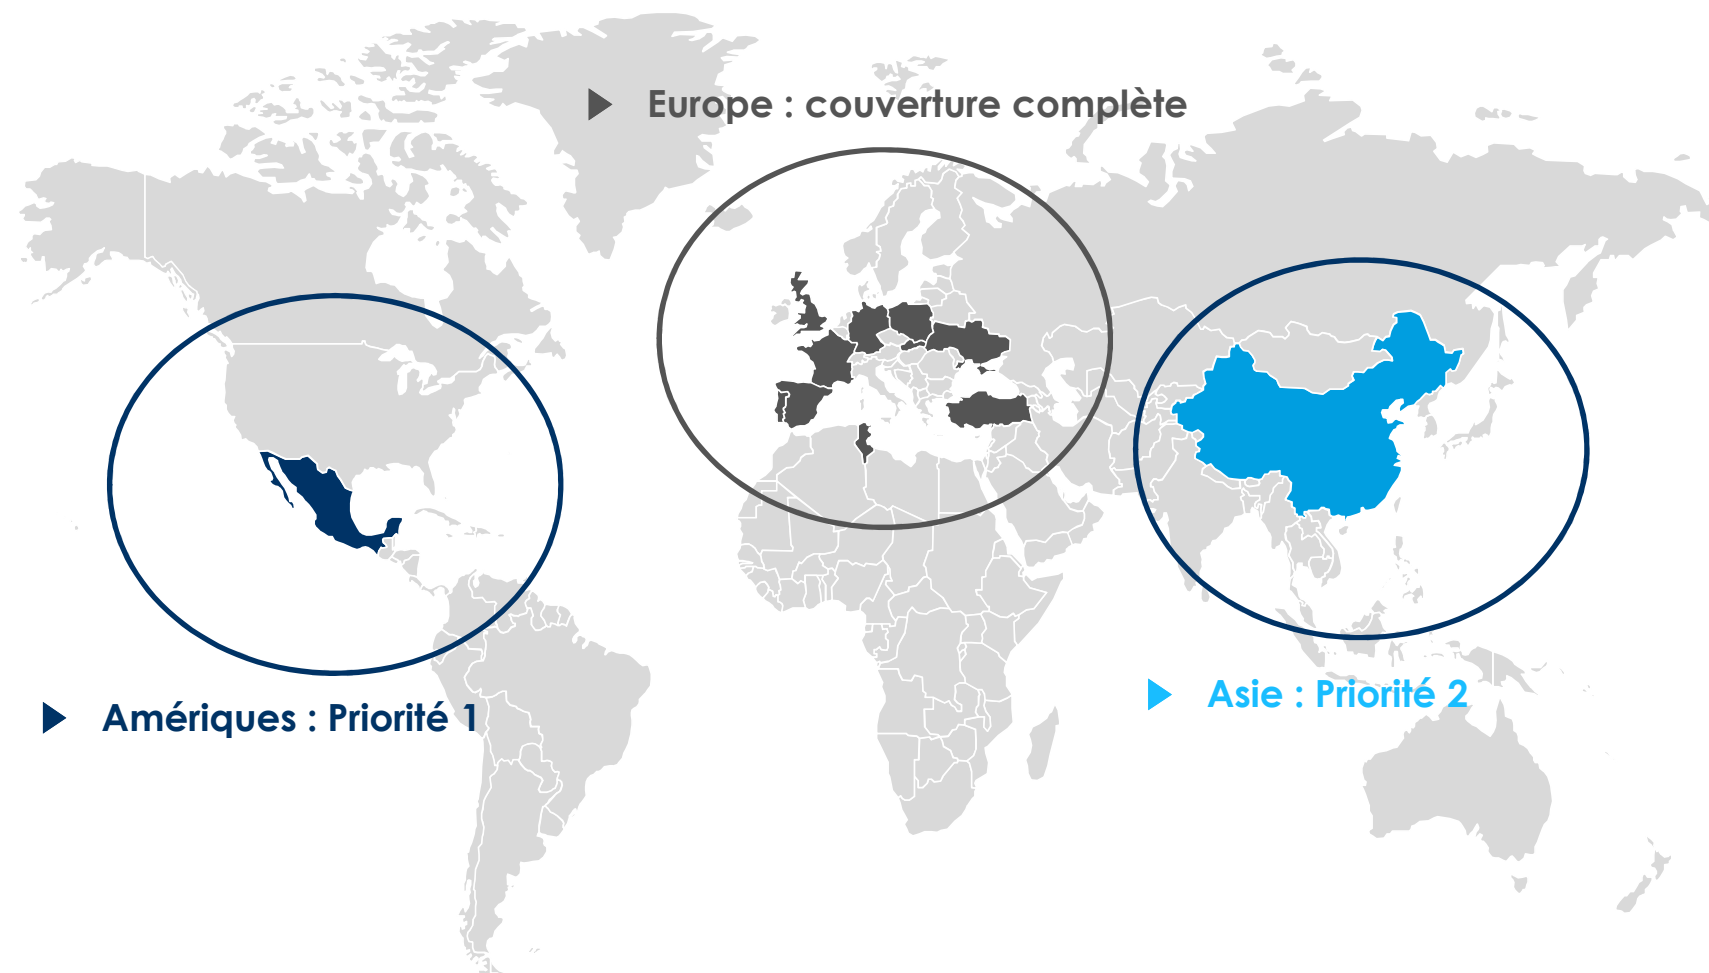 Europe : couverture complète
Asie : Priorité 2
Amériques : Priorité 1